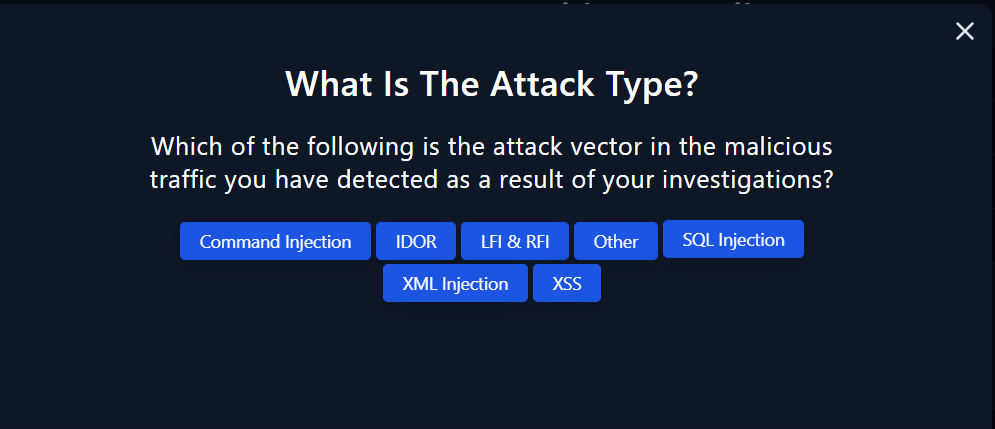 What Is The Attack Type?
Which of the following is the attack vector in the malicious
traffic you have detected as a result of your investigations?
Command Injection
IDOR
LFI & RFI
Other
SQL Injection
XML Injection
XSS